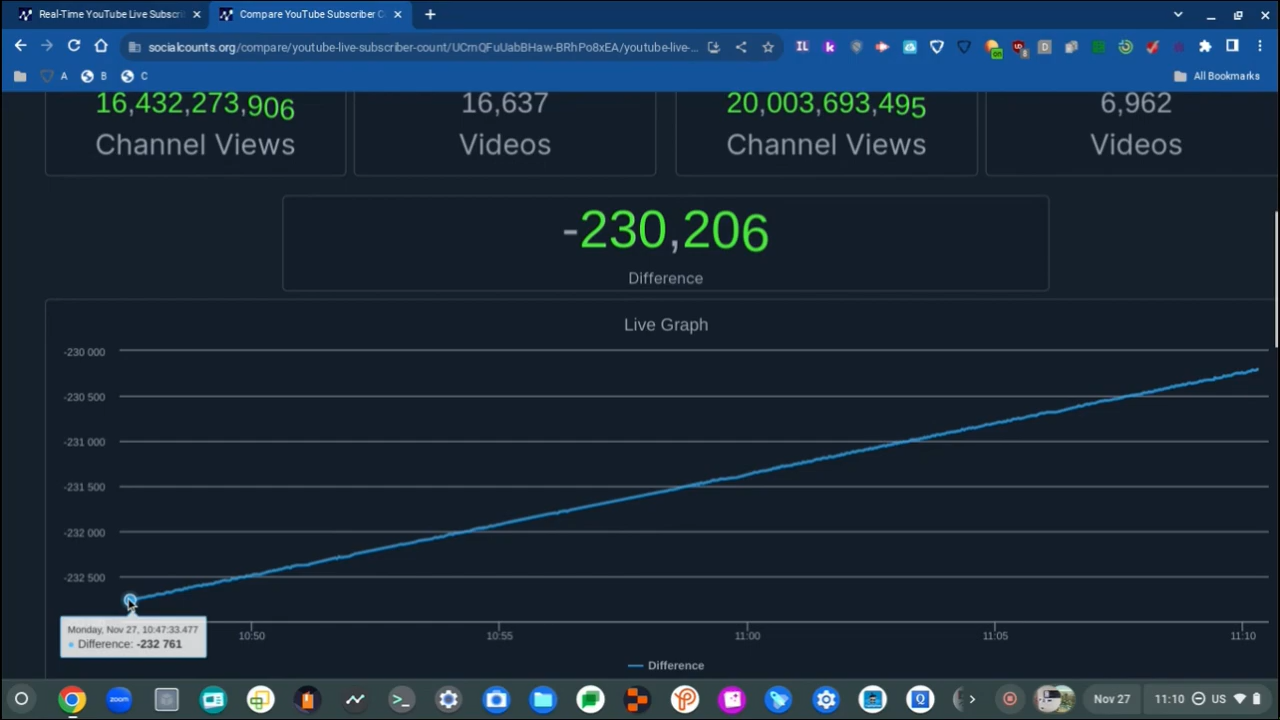 Real-Time YouTube Live Subscri
Compare YouTube Subscriber C
socialcounts.org/compare/youtube-live-subscriber-count/UCmQFuUabBHaw-BRhPo8xEA/youtube-live-...
A B C All Bookmarks
16,432,273,906 16,637 20,003,693,495 6,962
Channel Views Videos Channel Views Videos
-230,206
Difference
Live Graph
-230 000
-230 500
-231 000
-231 500
-232 000
-232 500
Monday, Nov 27, 10:47:33.477
Difference: -232 761
10:50 10:55 11:00 11:05 11:10
Difference
zoom Nov 27 11:10 US